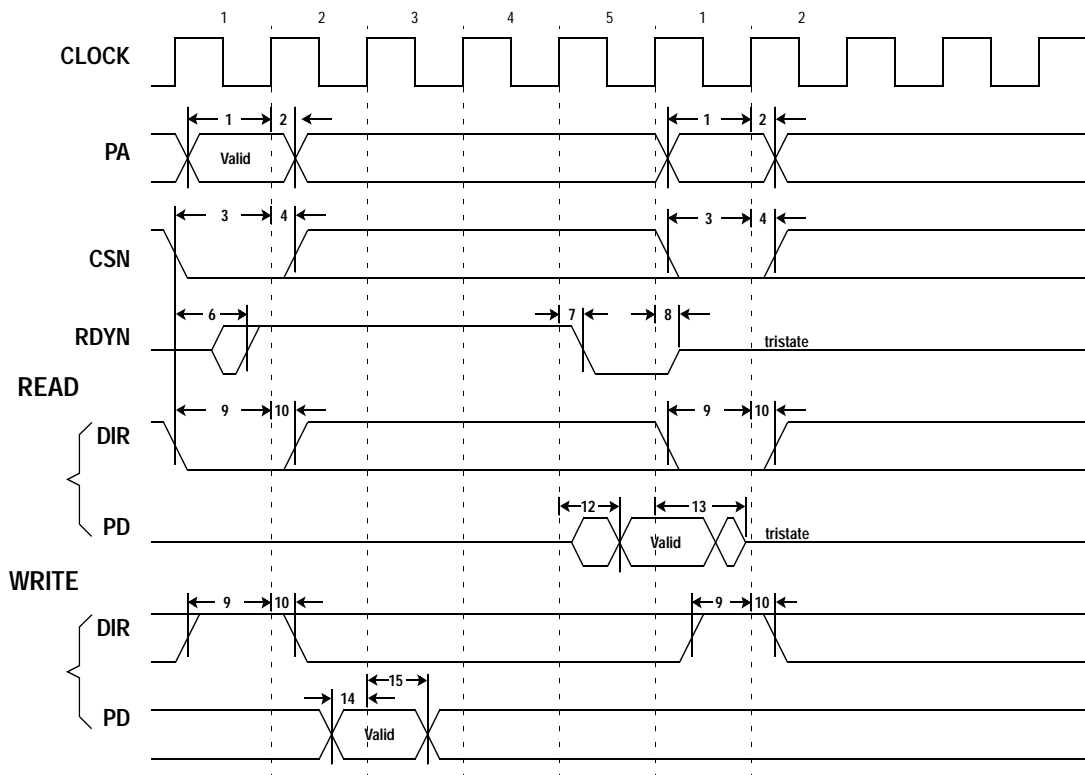 1 2 3 4 5 1 2
CLOCK
1 2 1 2
PA Valid
3 4 3 4
CSN
6 7 8
RDYN tristate
READ
9 10 9 10
DIR
12 13
PD Valid tristate
WRITE
9 10 9 10
DIR
15
14
PD Valid